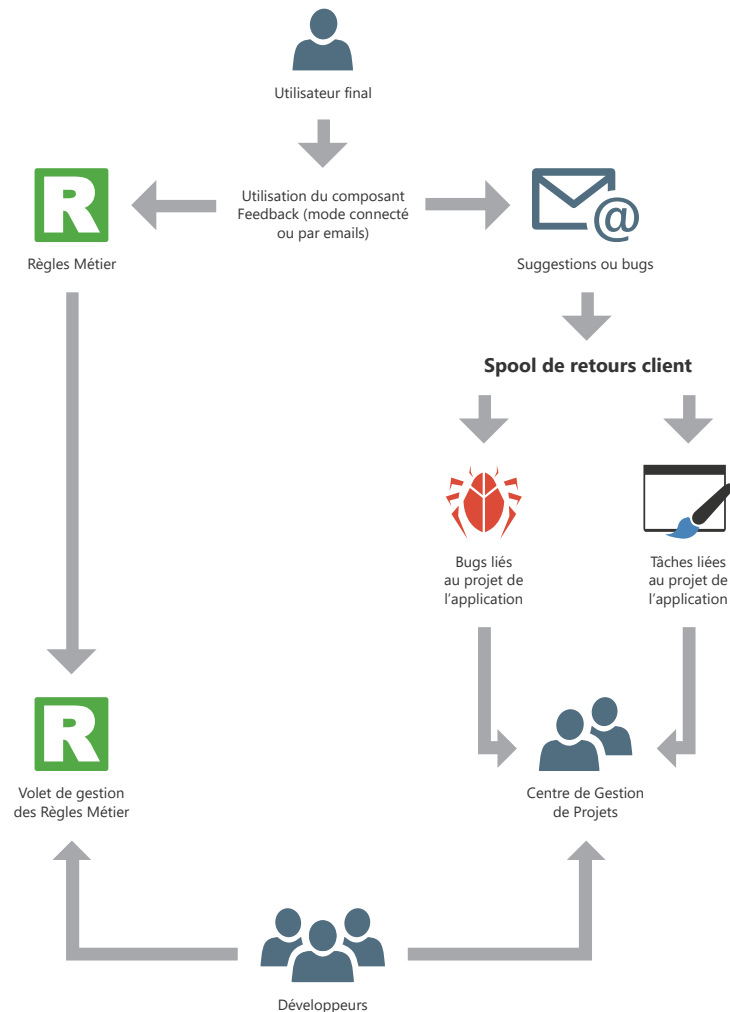 Utilisateur final
Utilisation du composant
Feedback (mode connecté
ou par emails)
R
Règles Métier
@
Suggestions ou bugs
Spool de retours client
Bugs liés
au projet de
l'application
Tâches liées
au projet de
l'application
R
Volet de gestion
des Règles Métier
Centre de Gestion
de Projets
Développeurs